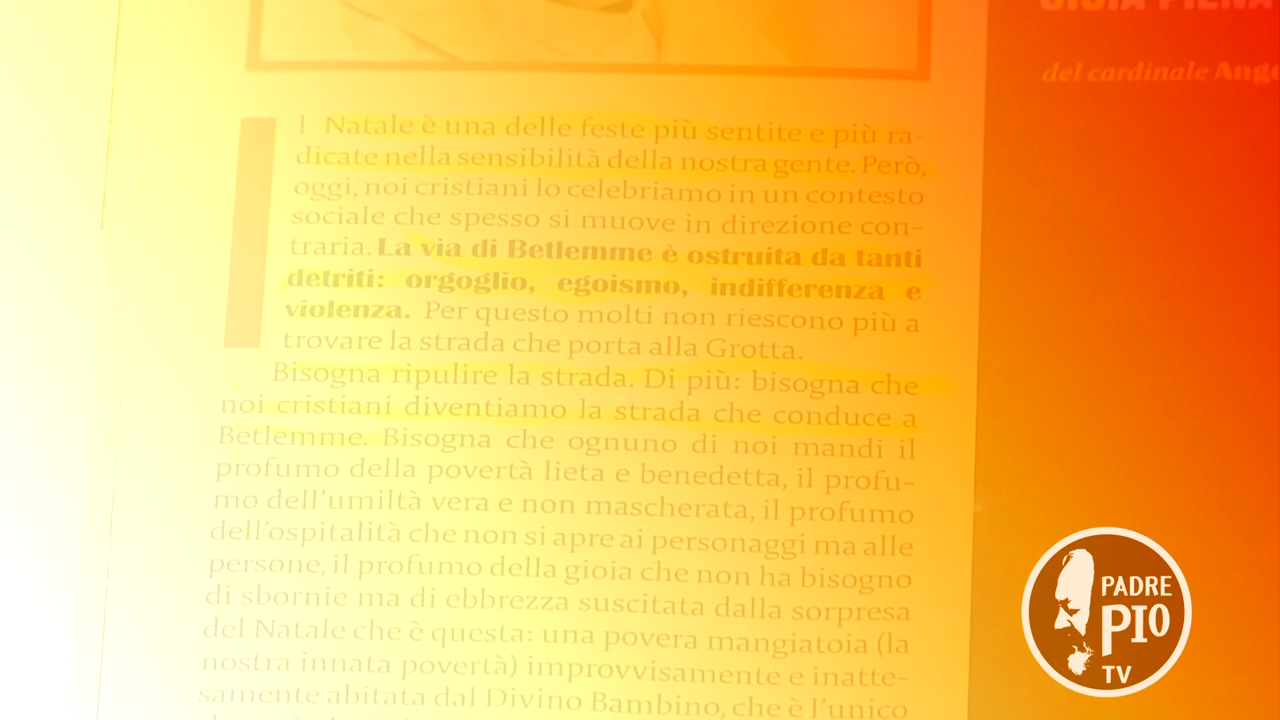 GIOIA PIENA
del cardinale Ange
Il Natale è una delle feste più sentite e più ra-
dicate nella sensibilità della nostra gente. Però,
oggi, noi cristiani lo celebriamo in un contesto
sociale che spesso si muove in direzione con-
traria. La via di Betlemme è ostruita da tanti
detriti: orgoglio, egoismo, indifferenza e
violenza. Per questo molti non riescono più a
trovare la strada che porta alla Grotta.
Bisogna ripulire la strada. Di più: bisogna che
noi cristiani diventiamo la strada che conduce a
Betlemme. Bisogna che ognuno di noi mandi il
profumo della povertà lieta e benedetta, il profu-
mo dell'umiltà vera e non mascherata, il profumo
dell'ospitalità che non si apre ai personaggi ma alle
persone, il profumo della gioia che non ha bisogno
di sbornie ma di ebbrezza suscitata dalla sorpresa
del Natale che è questa: una povera mangiatoia (la
nostra innata povertà) improvvisamente e inatte-
samente abitata dal Divino Bambino, che è l'unico
PADRE
PIO
TV